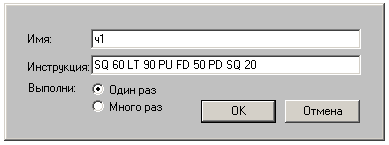 Имя: ч1
Инструкция: SQ 60 LT 90 PU FD 50 PD SQ 20
Выполни: Один раз
Много раз
OK Отмена